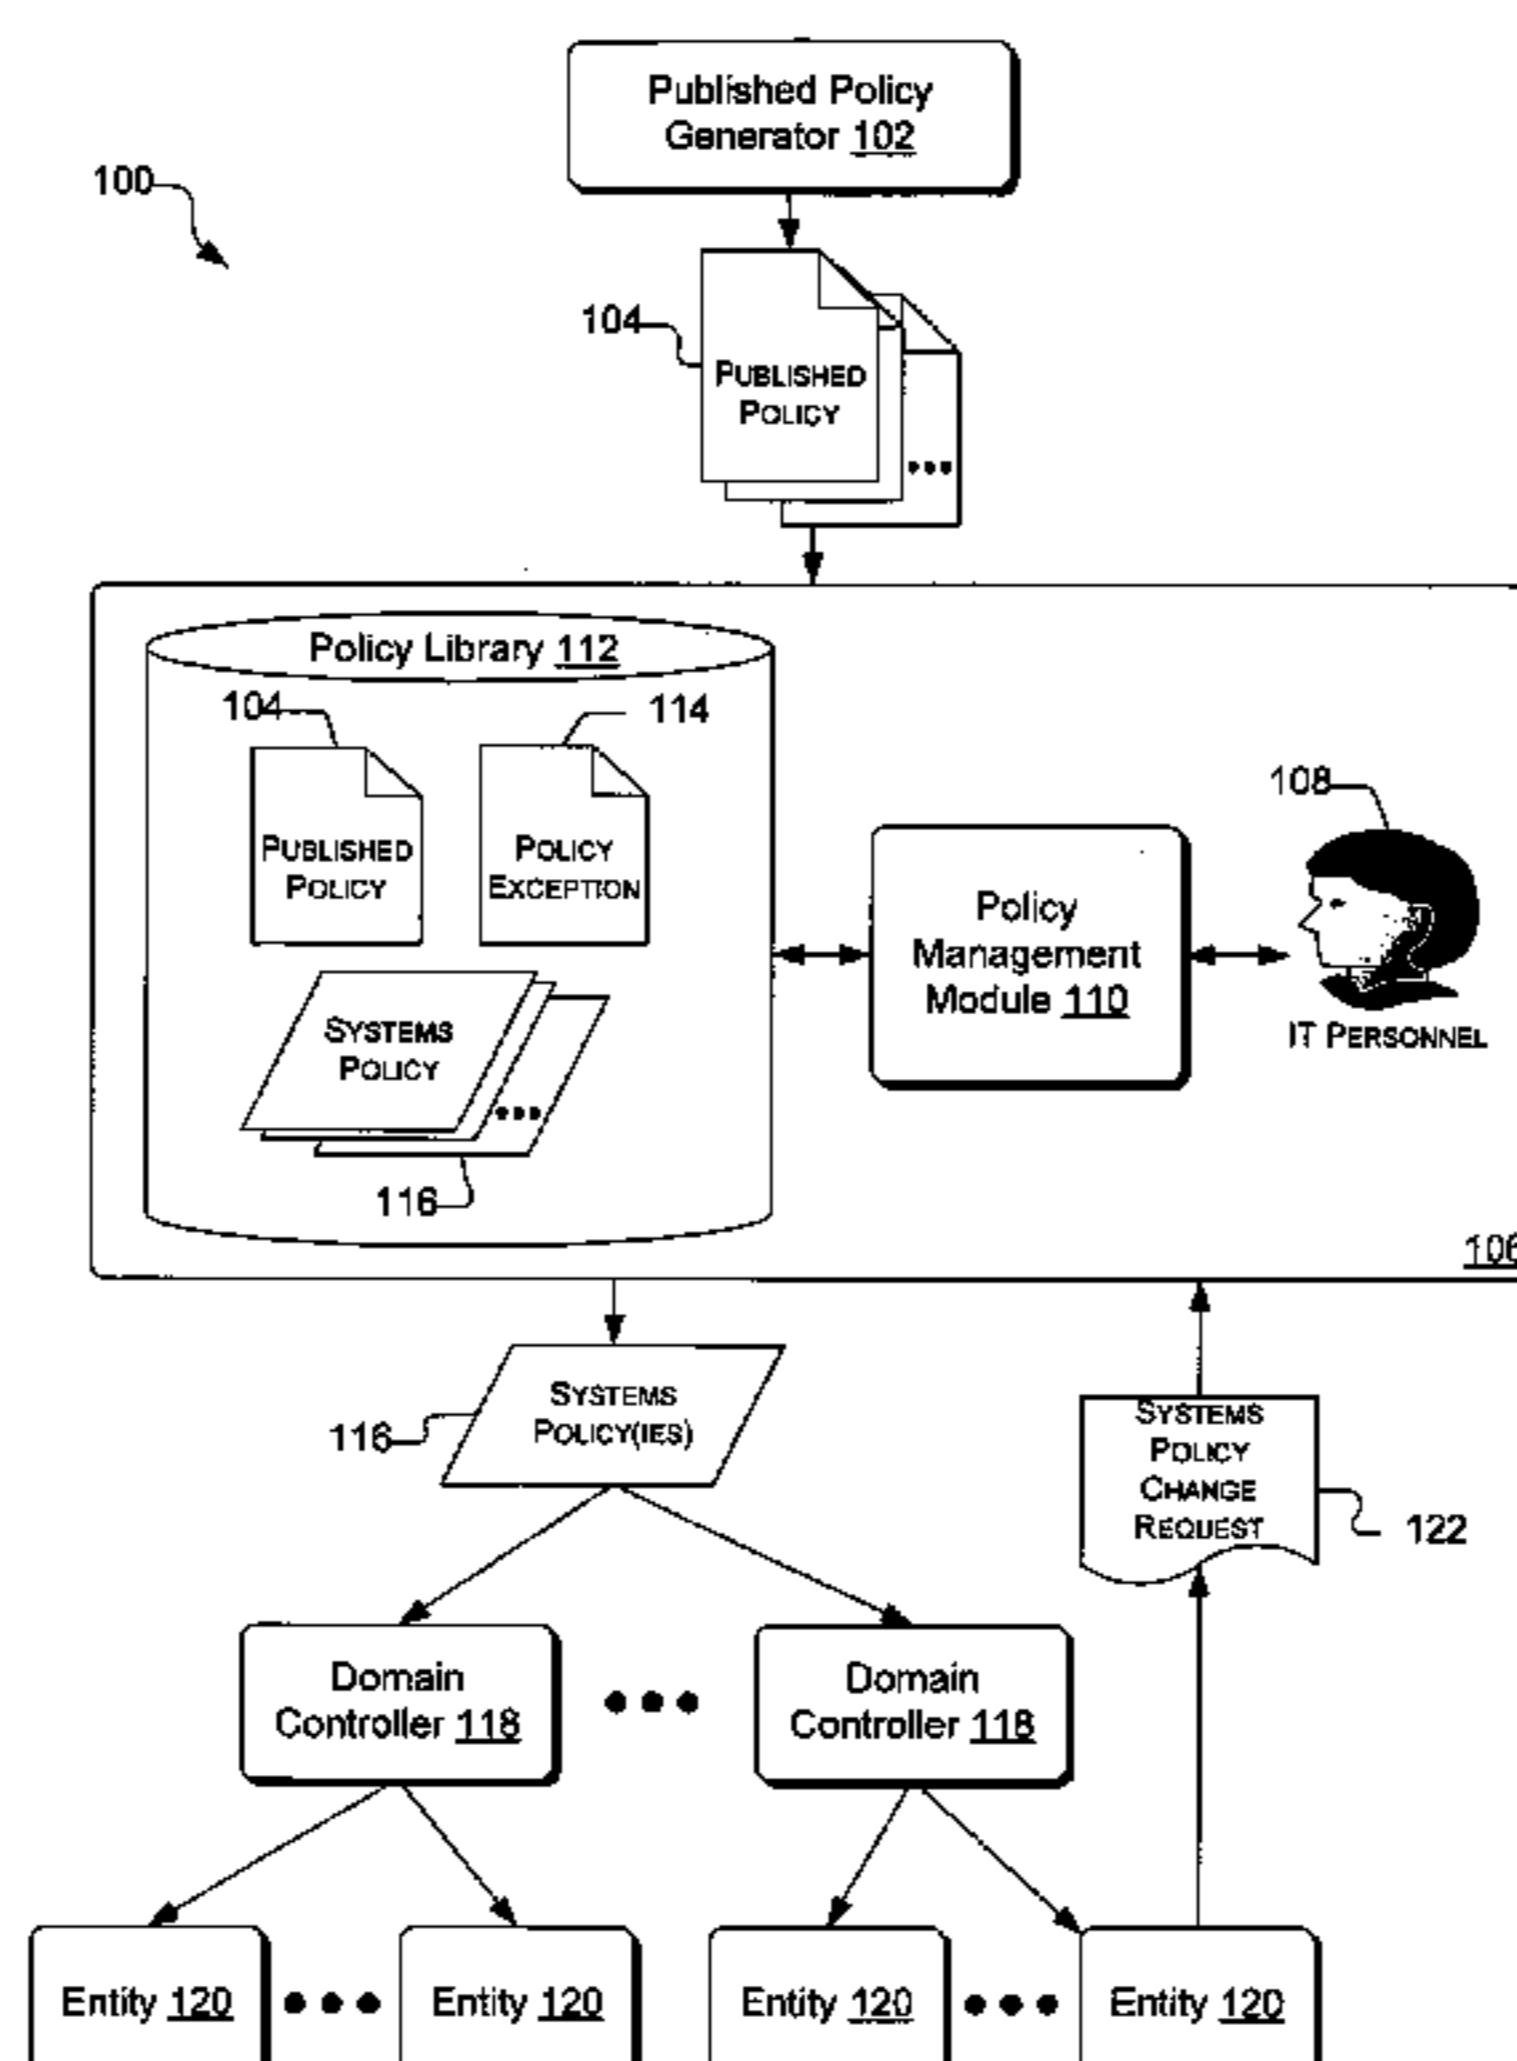 Published Policy
Generator 102
100
104
PUBLISHED
POLICY
Policy Library 112
104
114
PUBLISHED
POLICY
POLICY
EXCEPTION
SYSTEMS
POLICY
116
Policy
Management
Module 110
108
IT PERSONNEL
106
SYSTEMS
POLICY(IES)
116
SYSTEMS
POLICY
CHANGE
REQUEST
122
Domain
Controller 118
Domain
Controller 118
Entity 120
Entity 120
Entity 120
Entity 120